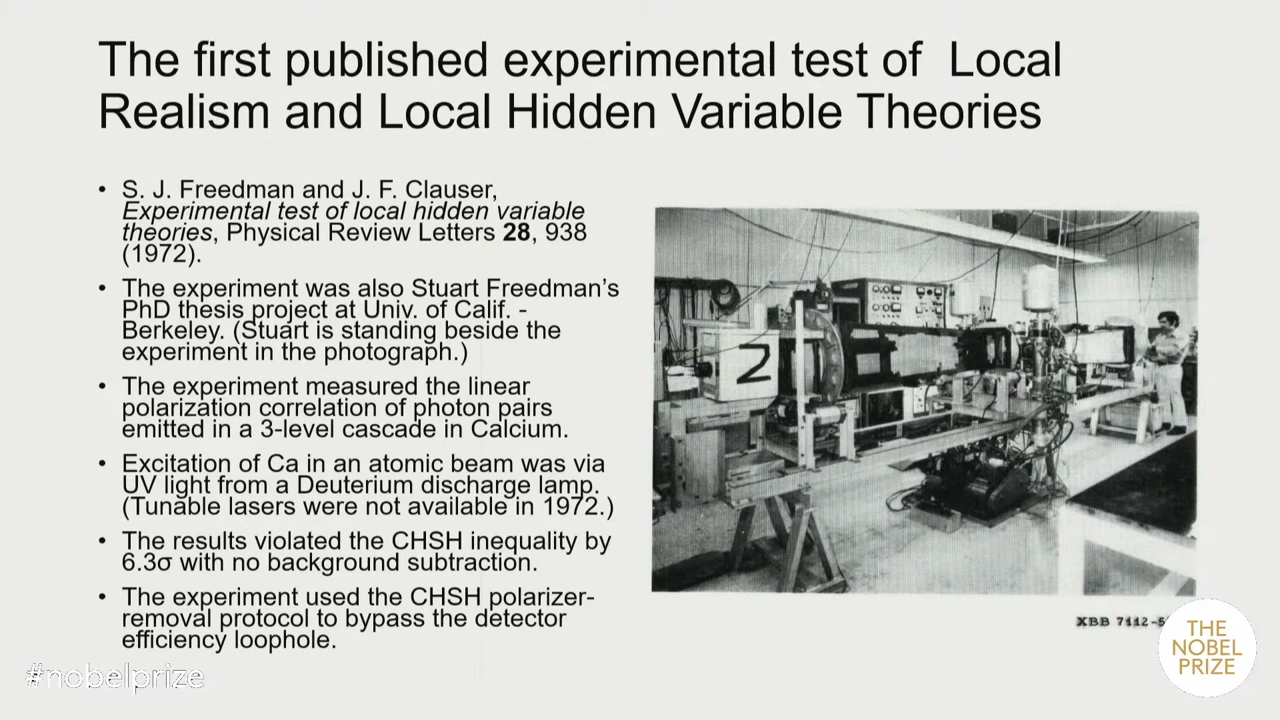 The first published experimental test of Local
Realism and Local Hidden Variable Theories
• S. J. Freedman and J. F. Clauser,
Experimental test of local hidden variable
theories, Physical Review Letters 28, 938
(1972).
• The experiment was also Stuart Freedman's
PhD thesis project at Univ. of Calif. -
Berkeley. (Stuart is standing beside the
experiment in the photograph.)
• The experiment measured the linear
polarization correlation of photon pairs
emitted in a 3-level cascade in Calcium.
• Excitation of Ca in an atomic beam was via
UV light from a Deuterium discharge lamp.
(Tunable lasers were not available in 1972.)
• The results violated the CHSH inequality by
6.3σ with no background subtraction.
• The experiment used the CHSH polarizer-
removal protocol to bypass the detector
efficiency loophole.
2
XBB
THE
NOBEL
PRIZE
#nobelprize